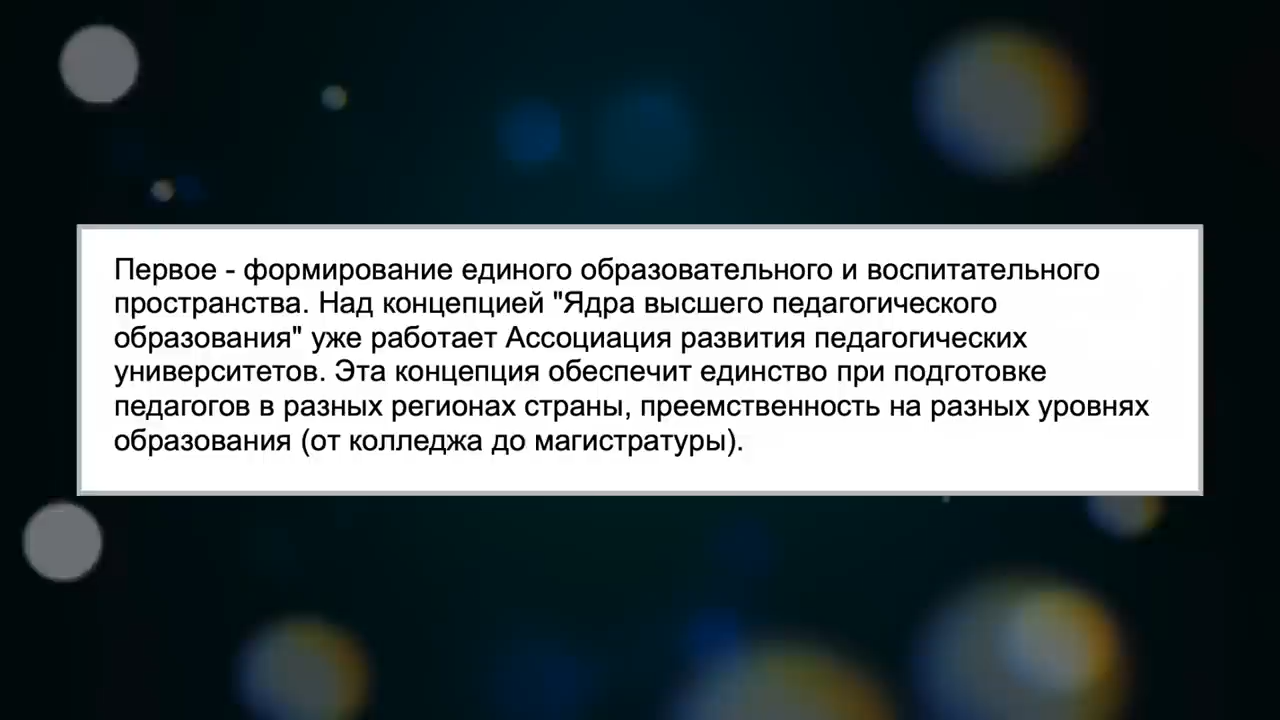 Первое - формирование единого образовательного и воспитательного
пространства. Над концепцией "Ядра высшего педагогического
образования" уже работает Ассоциация развития педагогических
университетов. Эта концепция обеспечит единство при подготовке
педагогов в разных регионах страны, преемственность на разных уровнях
образования (от колледжа до магистратуры).